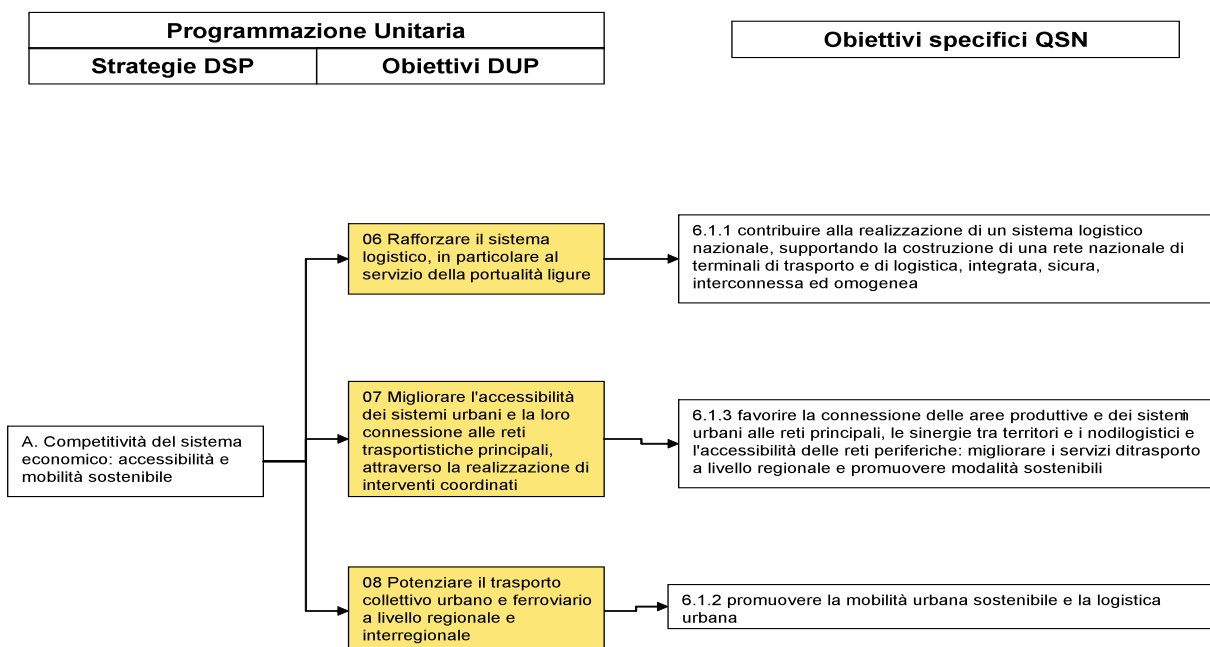 Programmazione Unitaria
Strategie DSP
Obiettivi DUP
Obiettivi specifici QSN
A. Competitività del sistema
economico: accessibilità e
mobilità sostenibile
06 Rafforzare il sistema
logistico, in particolare al
servizio della portualità ligure
6.1.1 contribuire alla realizzazione di un sistema logistico
nazionale, supportando la costruzione di una rete nazionale di
terminali di trasporto e di logistica, integrata, sicura,
interconnessa ed omogenea
07 Migliorare l'accessibilità
dei sistemi urbani e la loro
connessione alle reti
trasportistiche principali,
attraverso la realizzazione di
interventi coordinati
6.1.3 favorire la connessione delle aree produttive e dei sistemi
urbani alle reti principali, le sinergie tra territori e i nodilogistici e
l'accessibilità delle reti periferiche: migliorare i servizi ditrasporto
a livello regionale e promuovere modalità sostenibili
08 Potenziare il trasporto
collettivo urbano e ferroviario
a livello regionale e
interregionale
6.1.2 promuovere la mobilità urbana sostenibile e la logistica
urbana